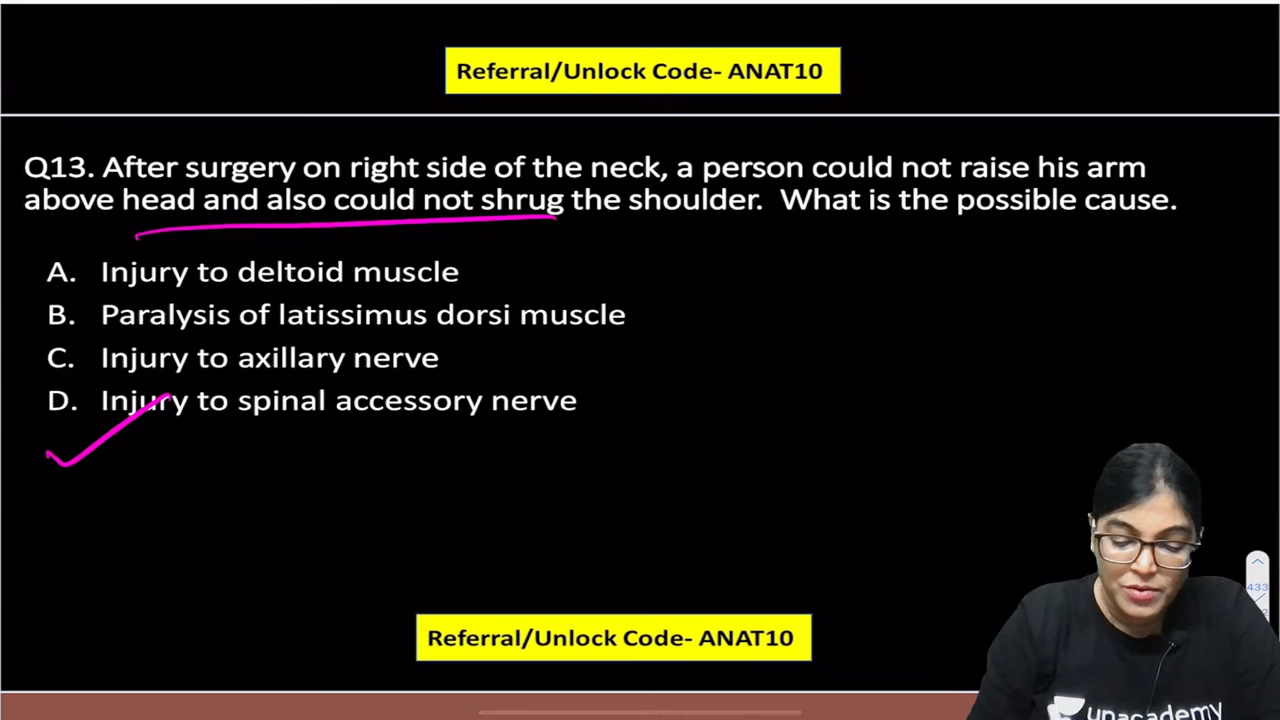 Referral/Unlock Code- ANAT10
Q13. After surgery on right side of the neck, a person could not raise his arm
above head and also could not shrug the shoulder. What is the possible cause.
A. Injury to deltoid muscle
B. Paralysis of latissimus dorsi muscle
C. Injury to axillary nerve
D. Injury to spinal accessory nerve
433
Referral/Unlock Code- ANAT10
unacademy